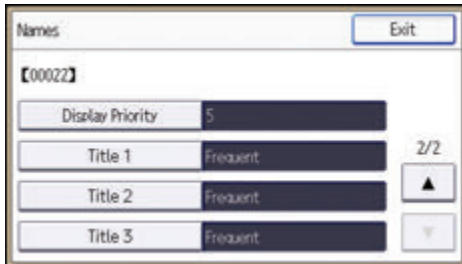 Names Exit
【00022】
Display Priority 5
Title 1 Frequent
2/2
Title 2 Frequent
Title 3 Frequent